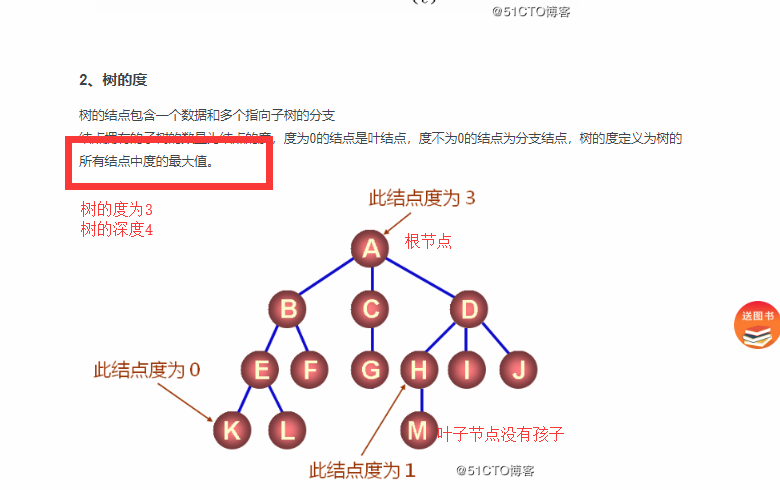 @51CTO博客
2、树的度
树的结点包含一个数据和多个指向子树的分支
结点拥有的子树的数量为结点的度，度为0的结点是叶结点，度不为0的结点为分支结点，树的度定义为树的
所有结点中度的最大值。
树的度为3
树的深度4
此结点度为 3
A
根节点
B
C
D
送图书
此结点度为 0
E
F
G
H
I
J
K
L
M
叶子节点没有孩子
此结点度为 1
@51CTO博客